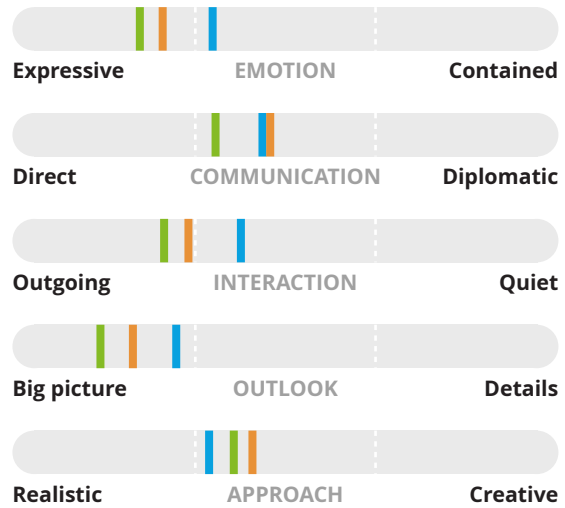 Expressive EMOTION Contained
Direct COMMUNICATION Diplomatic
Outgoing INTERACTION Quiet
Big picture OUTLOOK Details
Realistic APPROACH Creative